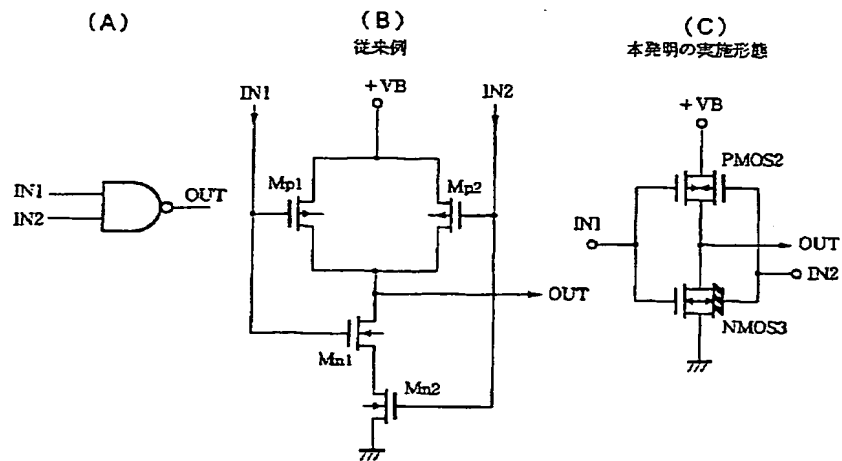 (A)
IN1
IN2
OUT
(B)
従来例
IN1
+VB
IN2
Mp1
Mp2
OUT
Mn1
Mn2
(C)
本発明の実施形態
+VB
PMOS2
IN1
OUT
IN2
NMOS3